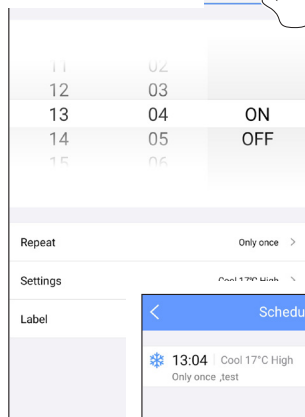 11 02
12 03
13 04 ON
14 05 OFF
15 06
Repeat Only once >
Settings Cool 17°C High >
Label
< Schedu
13:04 Cool 17°C High
Only once ,test